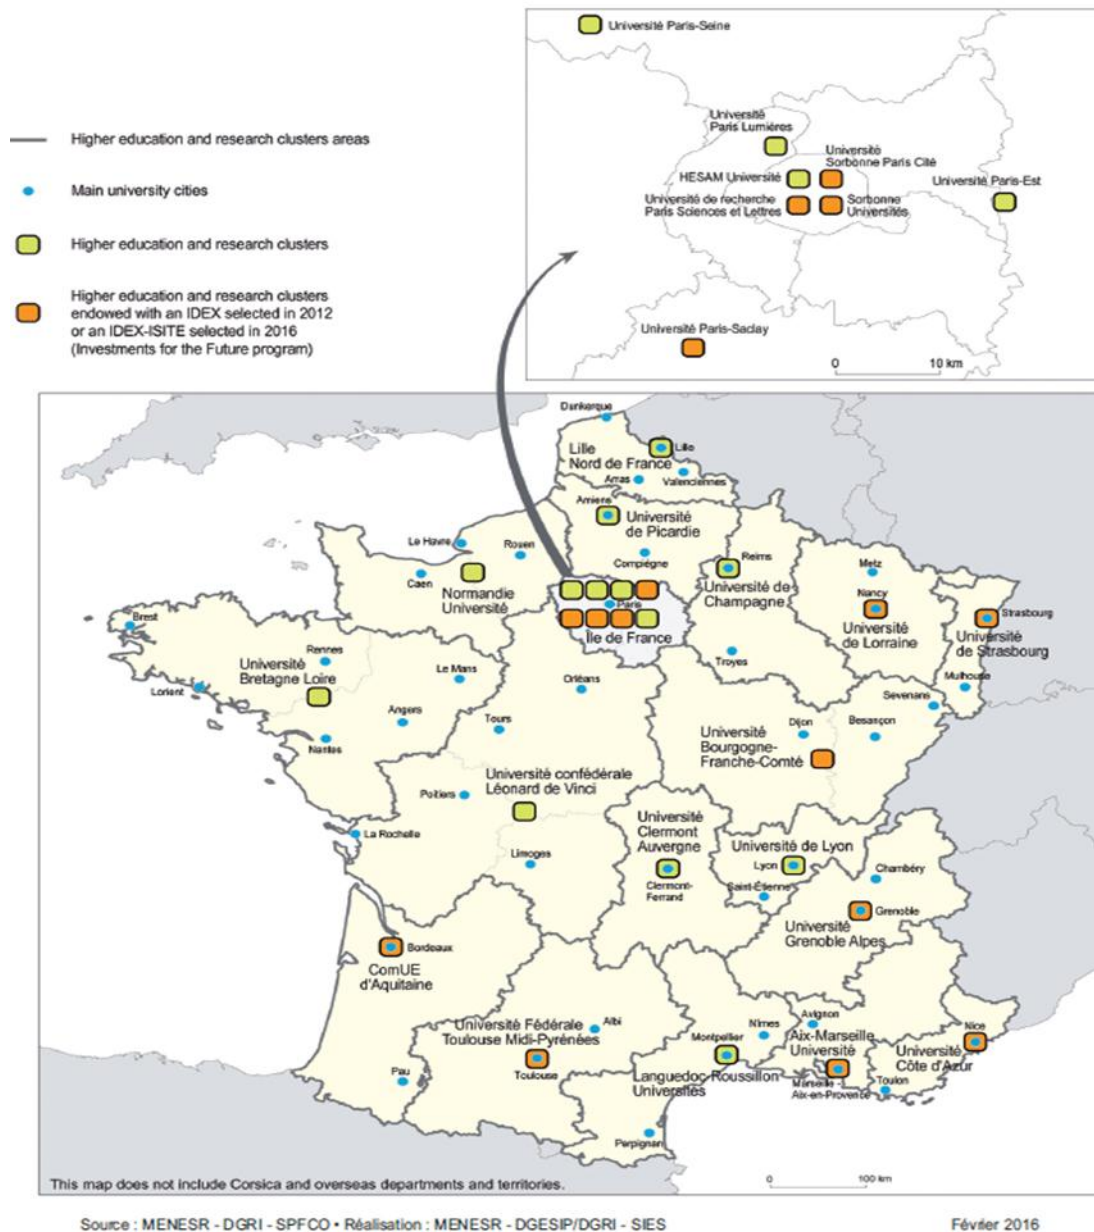 Université Paris-Seine
Université
Paris Lumières
Université
Sorbonne Paris Cité
HESAM Université
Université Paris-Est
Université de recherche
Paris Sciences et Lettres
Sorbonne
Universités
Université Paris-Saclay
0 10 km
Higher education and research clusters areas
Main university cities
Higher education and research clusters
Higher education and research clusters
endowed with an IDEX selected in 2012
or an IDEX-ISITE selected in 2016
(Investments for the Future program)
Dunkerque
Lille
Nord de France
Lille
Arras
Valenciennes
Amiens
Université
de Picardie
Le Havre
Rouen
Compiègne
Reims
Metz
Caen
Normandie
Université
Université de
Champagne
Nancy
Université
de Lorraine
Strasbourg
Université
de Strasbourg
Paris
Île de France
Brest
Rennes
Université
Bretagne Loire
Le Mans
Orléans
Troyes
Mulhouse
Lorient
Sevenans
Angers
Tours
Nantes
Dijon
Besançon
Université
Bourgogne-
Franche-Comté
Université confédérale
Léonard de Vinci
Poitiers
La Rochelle
Limoges
Université
Clermont
Auvergne
Clermont-
Ferrand
Université de Lyon
Lyon
Saint-Étienne
Chambéry
Grenoble
Université
Grenoble Alpes
Bordeaux
ComUE
d'Aquitaine
Université Fédérale
Toulouse Midi-Pyrénées
Albi
Toulouse
Pau
Montpellier
Nîmes
Languedoc-Roussillon
Universités
Avignon
Aix-Marseille
Université
Marseille -
Aix-en-Provence
Nice
Université
Côte d'Azur
Toulon
Perpignan
This map does not include Corsica and overseas departments and territories.
0 100 km
Source : MENESR - DGRI - SPFCO • Réalisation : MENESR - DGESIP/DGRI - SIES
Février 2016